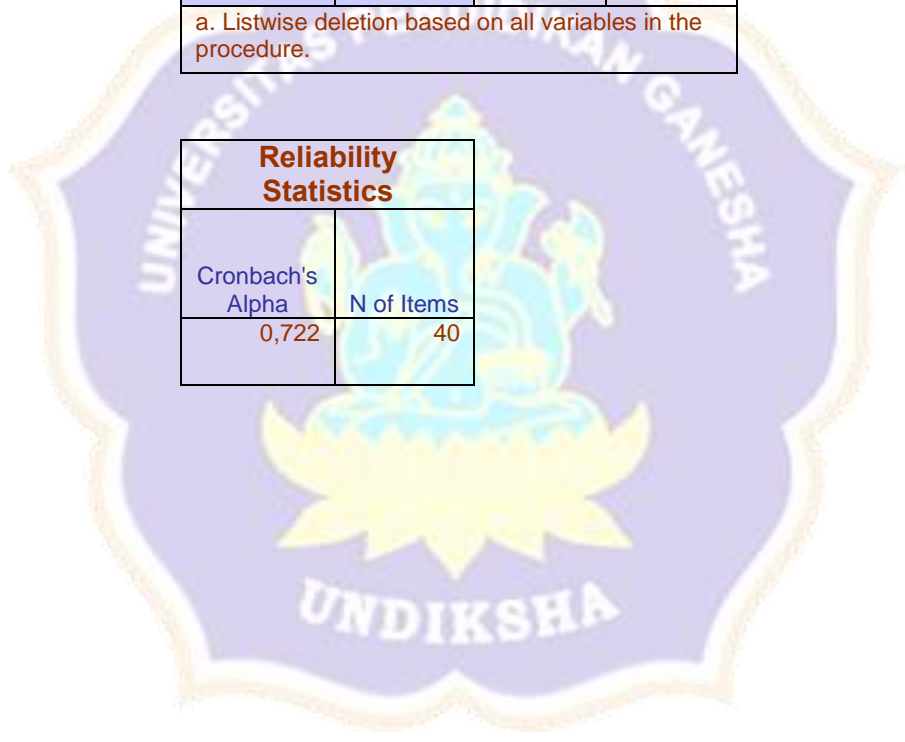 a. Listwise deletion based on all variables in the
procedure.
Reliability
Statistics
Cronbach's
Alpha
N of Items
0,722
40
UNIVERSITAS PENDIDIKAN GANESHA
UNDIKSHA